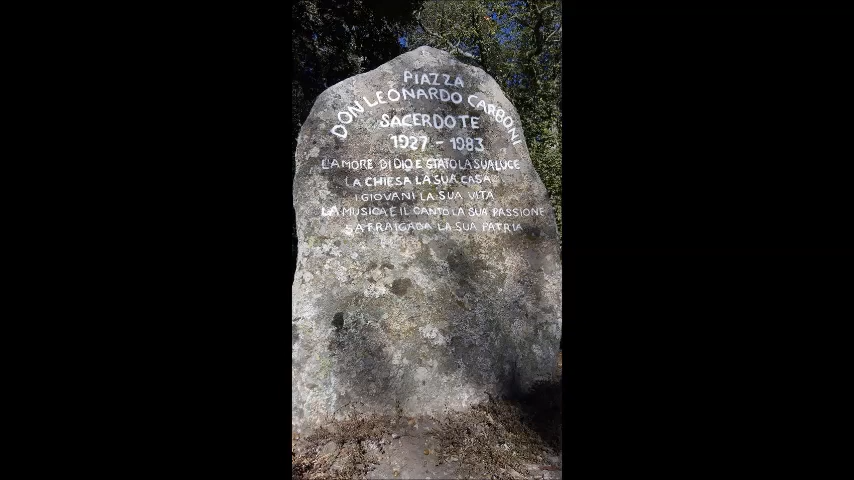 PIAZZA
DON LEONARDO CARBONI
SACERDOTE
1927 - 1983
L'AMORE DI DIO E STATO LA SUA LUCE
LA CHIESA LA SUA CASA
I GIOVANI LA SUA VITA
LA MUSICA E IL CANTO LA SUA PASSIONE
SA FRAIGADA LA SUA PATRIA